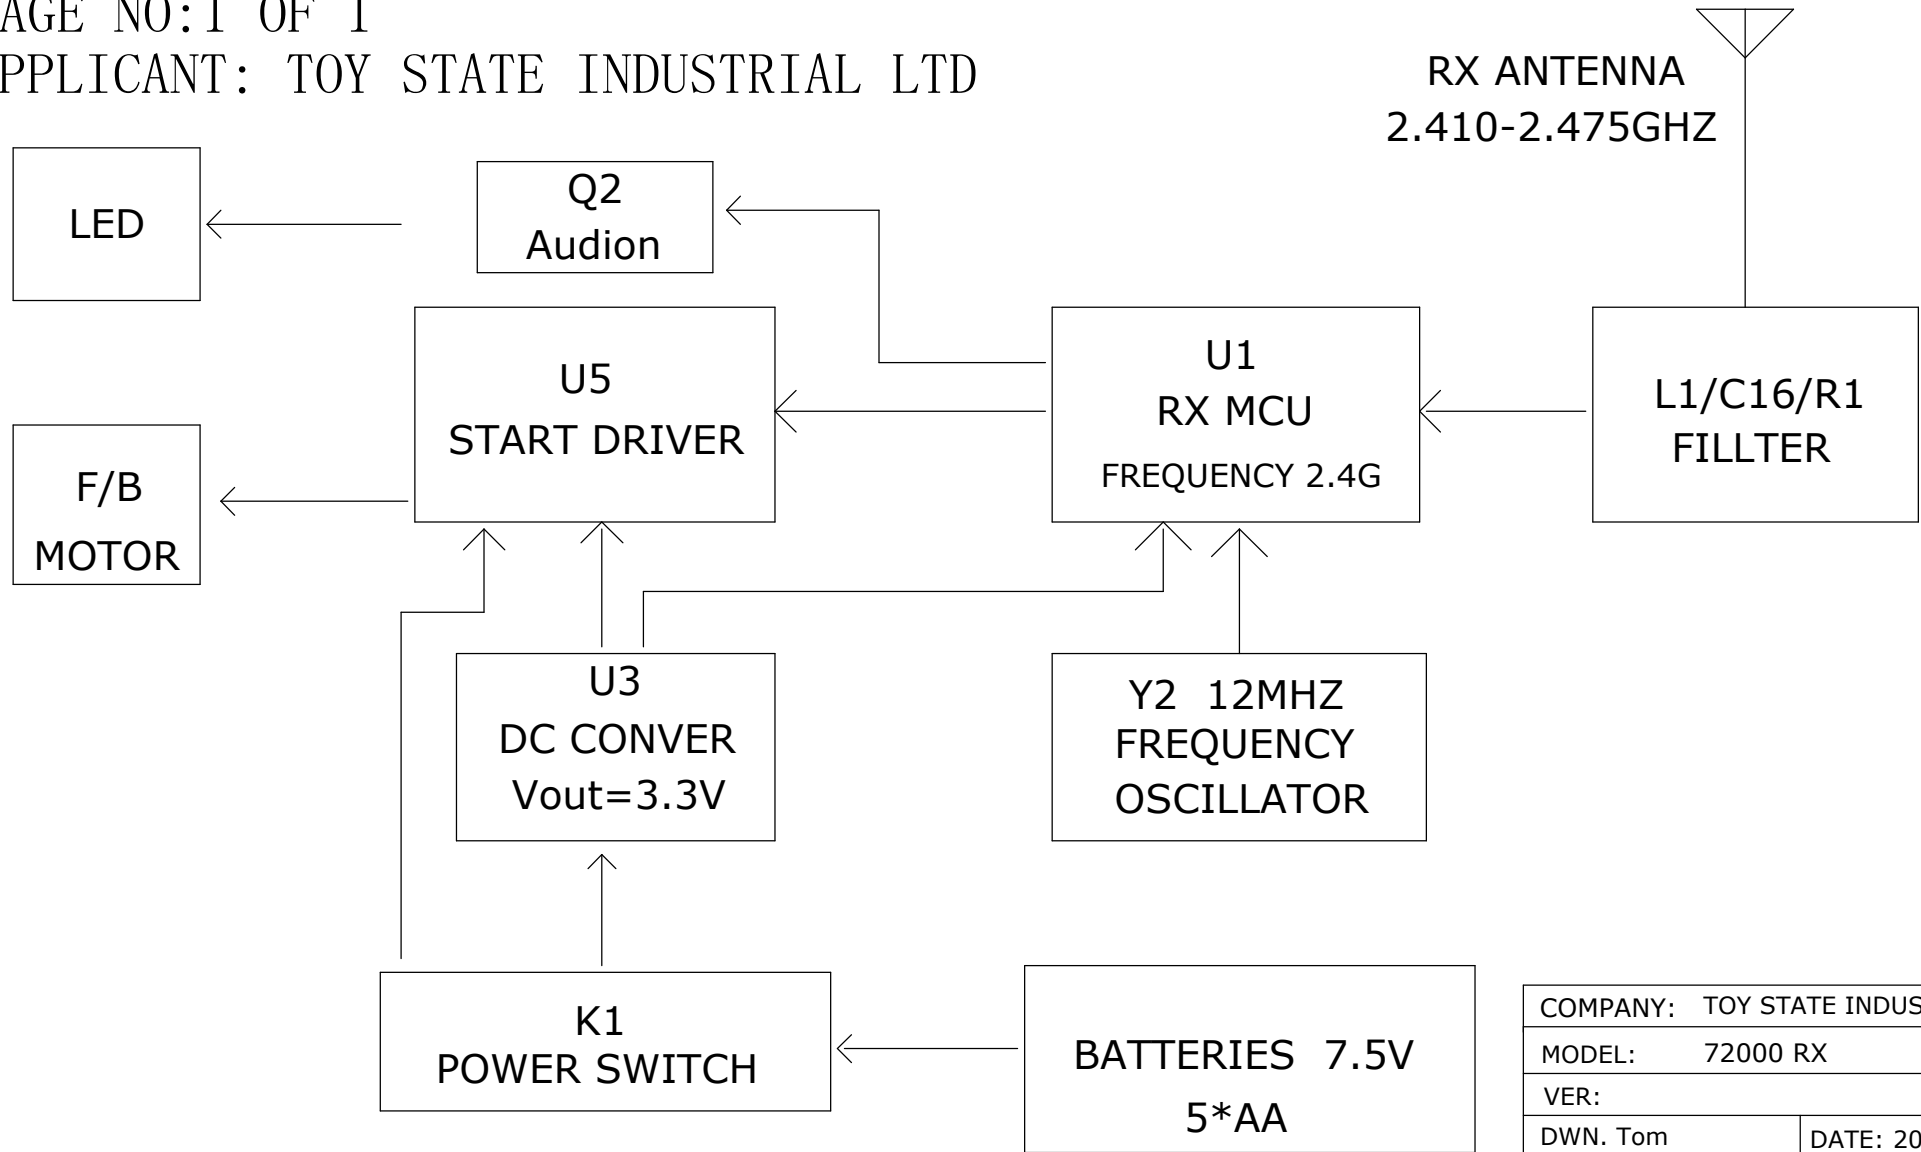 AGE NO:1 OF 1
PPLICANT: TOY STATE INDUSTRIAL LTD
RX ANTENNA
2.410-2.475GHZ
LED
Q2
Audion
U5
START DRIVER
U1
RX MCU
FREQUENCY 2.4G
L1/C16/R1
FILLTER
F/B
MOTOR
U3
DC CONVER
Vout=3.3V
Y2 12MHZ
FREQUENCY
OSCILLATOR
K1
POWER SWITCH
BATTERIES 7.5V
5*AA
COMPANY: TOY STATE INDUS
MODEL: 72000 RX
VER:
DWN. Tom DATE: 20